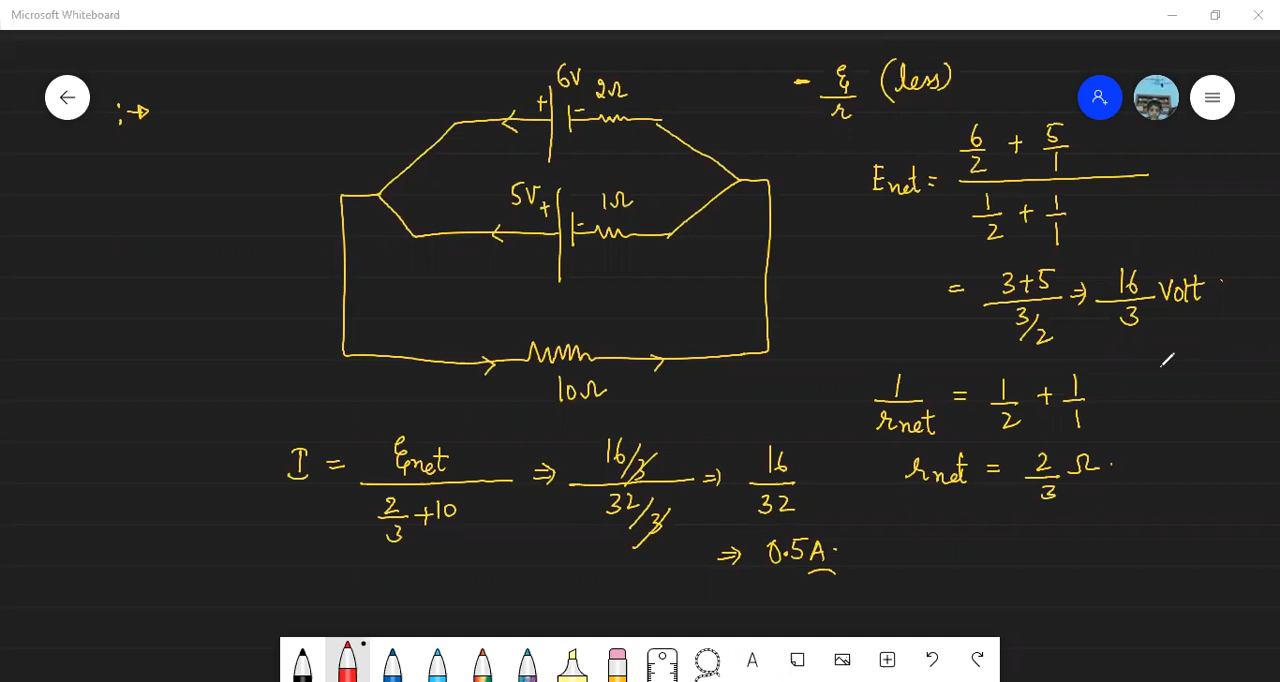 Microsoft Whiteboard
:→
6V
+ - 2Ω
5V + - 1Ω
10Ω
- ξ/r (less)
Enet = (6/2 + 5/1) / (1/2 + 1/1)
= (3+5) / (3/2) ⇒ 16/3 Volt.
1/rnet = 1/2 + 1/1
rnet = 2/3 Ω.
I = ξnet / (2/3 + 10) ⇒ (16/3) / (32/3) ⇒ 16/32
⇒ 0.5A.
A